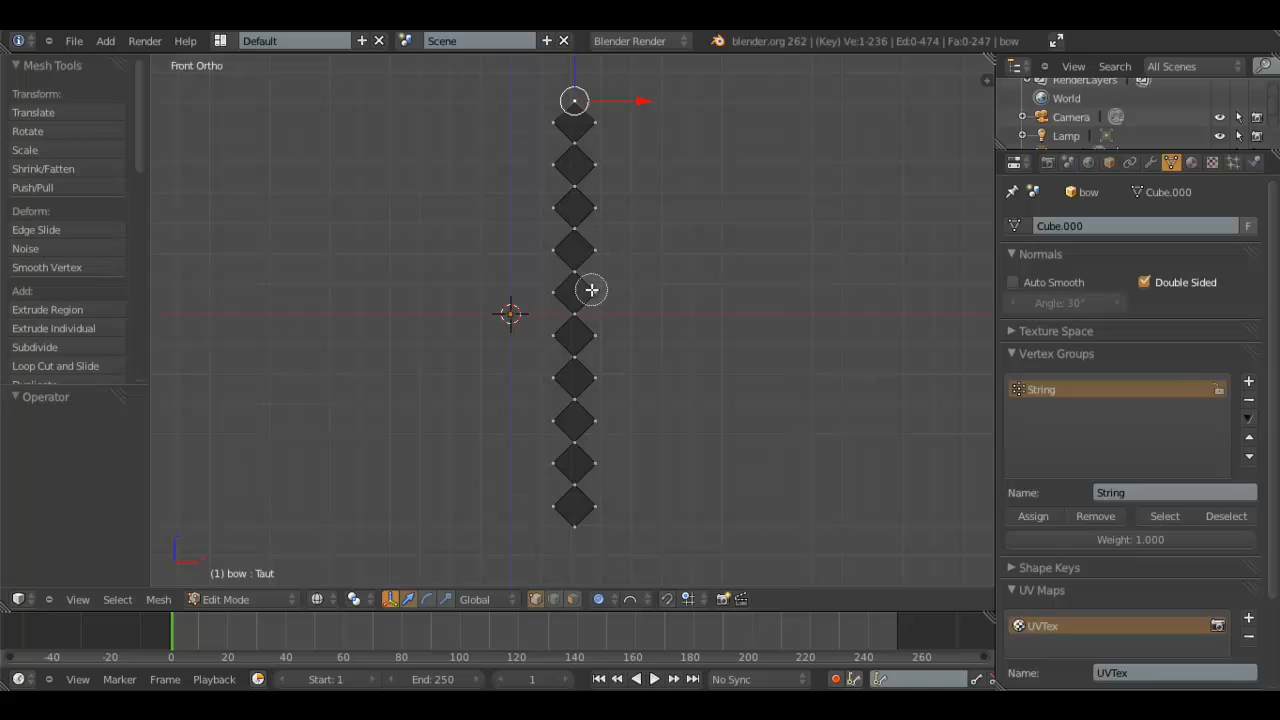 File Add Render Help Default Scene Blender Render blender.org 262 | (Key) Ve:1-236 | Ed:0-474 | Fa:0-247 | bow
Mesh Tools
Transform:
Translate
Rotate
Scale
Shrink/Fatten
Push/Pull
Deform:
Edge Slide
Noise
Smooth Vertex
Add:
Extrude Region
Extrude Individual
Subdivide
Loop Cut and Slide
Duplicate
Operator
Front Ortho
(1) bow : Taut
View Select Mesh Edit Mode Global
-40 -20 0 20 40 60 80 100 120 140 160 180 200 220 240 260
View Marker Frame Playback Start: 1 End: 250 1 No Sync
View Search All Scenes
RenderLayers
World
Camera
Lamp
bow Cube.000
Cube.000 F
Normals
Auto Smooth Double Sided
Angle: 30°
Texture Space
Vertex Groups
String
Name: String
Assign Remove Select Deselect
Weight: 1.000
Shape Keys
UV Maps
UVTex
Name: UVTex